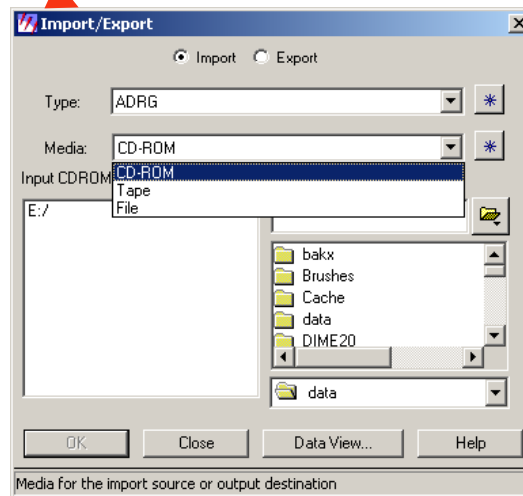 Import/Export
Import Export
Type: ADRG
Media: CD-ROM
CD-ROM
Tape
File
Input CDROM
E:/
bakx
Brushes
Cache
data
DIME20
data
OK Close Data View... Help
Media for the import source or output destination